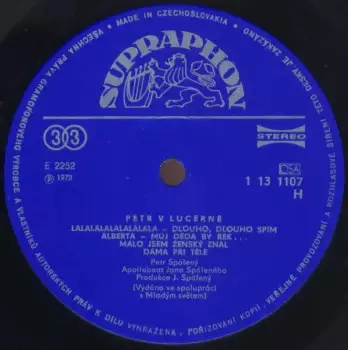 MADE IN CZECHOSLOVAKIA • VŠECHNA PRÁVA GRAMOFONOVÉHO VÝROBCE A VLASTNÍKŮ AUTORSKÝCH PRÁV K DÍLU VYHRAŽENA. POŘIZOVÁNÍ KOPIÍ, VEŘEJNÉ PROVOZOVÁNÍ A ROZHLASOVÉ ŠÍŘENÍ TÉTO DESKY JE ZAKÁZÁNO
SUPRAPHON
33
STEREO
E 2252
℗ 1972
1 13 1107
H
PETR V LUCERNĚ
LALALALALALALALALA – DLOUHO, DLOUHO SPÍM
ALBERTA – MŮJ DĚDA BY ŘEK...
MÁLO JSEM ŽENSKÝ ZNAL
DÁMA PŘI TĚLE
Petr Spálený
Apollobeat Jana Spáleného
Produkce J. Spálený
(Vydáno ve spolupráci
s Mladým světem)